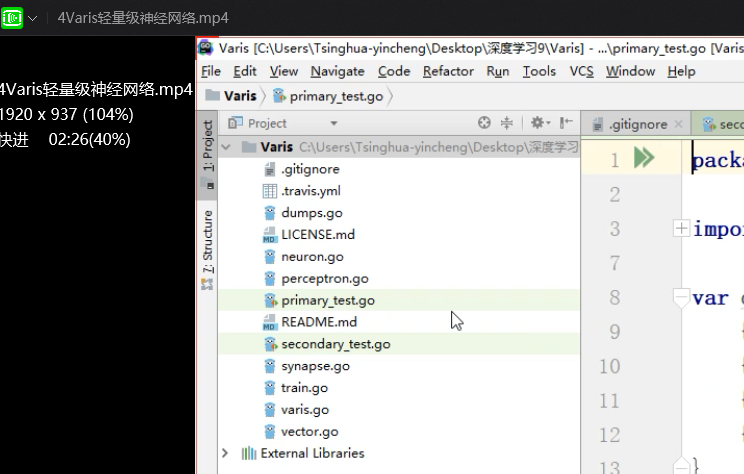 4Varis轻量级神经网络.mp4
4Varis轻量级神经网络.mp4
1920 x 937 (104%)
快进 02:26(40%)
Varis [C:\Users\Tsinghua-yincheng\Desktop\深度学习9\Varis] - ...\primary_test.go [Varis
File Edit View Navigate Code Refactor Run Tools VCS Window Help
Varis primary_test.go
Project .gitignore seco
1: Project
7: Structure
Varis C:\Users\Tsinghua-yincheng\Desktop\深度学习
.gitignore
.travis.yml
dumps.go
LICENSE.md
neuron.go
perceptron.go
primary_test.go
README.md
secondary_test.go
synapse.go
train.go
varis.go
vector.go
External Libraries
1 packa
2
3 impor
7
8 var
9
10
11
12
13 }